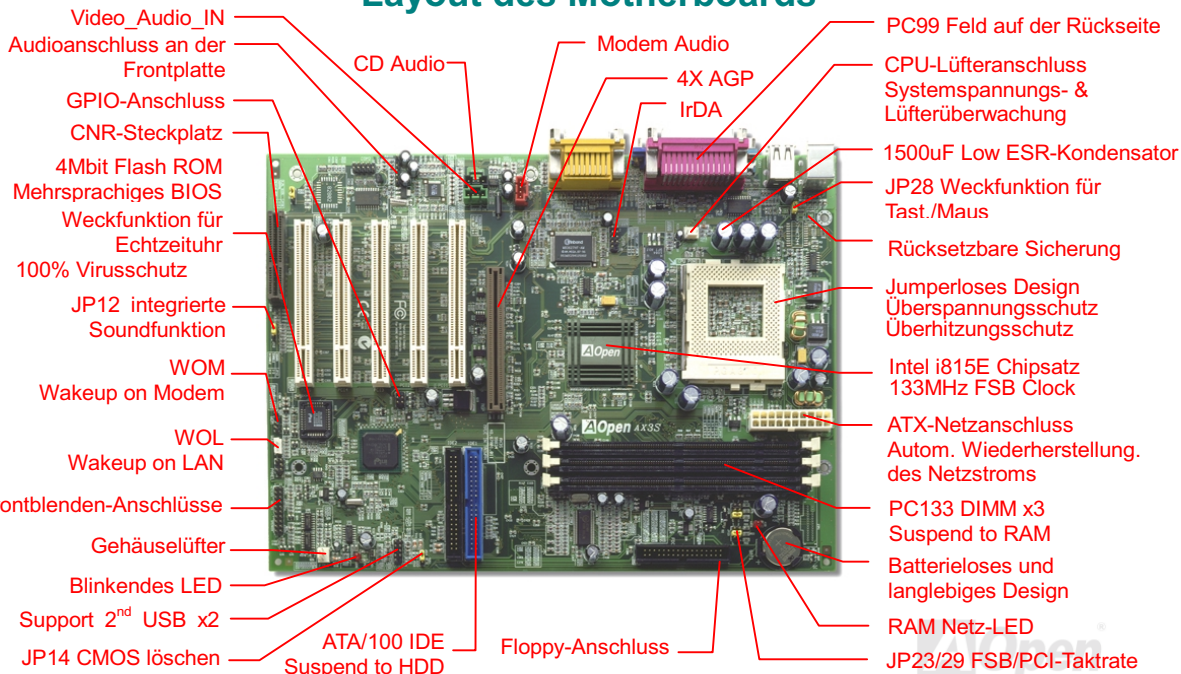 Layout des Motherboards
Video_Audio_IN
Audioanschluss an der
Frontplatte
GPIO-Anschluss
CNR-Steckplatz
4Mbit Flash ROM
Mehrsprachiges BIOS
Weckfunktion für
Echtzeituhr
100% Virusschutz
JP12 integrierte
Soundfunktion
WOM
Wakeup on Modem
WOL
Wakeup on LAN
ontblenden-Anschlüsse
Gehäuselüfter
Blinkendes LED
Support 2nd USB x2
JP14 CMOS löschen
CD Audio
Modem Audio
4X AGP
IrDA
AOpen
AOpen AX3S
ATA/100 IDE
Suspend to HDD
Floppy-Anschluss
PC99 Feld auf der Rückseite
CPU-Lüfteranschluss
Systemspannungs- &
Lüfterüberwachung
1500uF Low ESR-Kondensator
JP28 Weckfunktion für
Tast./Maus
Rücksetzbare Sicherung
Jumperloses Design
Überspannungsschutz
Überhitzungsschutz
Intel i815E Chipsatz
133MHz FSB Clock
ATX-Netzanschluss
Autom. Wiederherstellung.
des Netzstroms
PC133 DIMM x3
Suspend to RAM
Batterieloses und
langlebiges Design
RAM Netz-LED
JP23/29 FSB/PCI-Taktrate
AOpen®